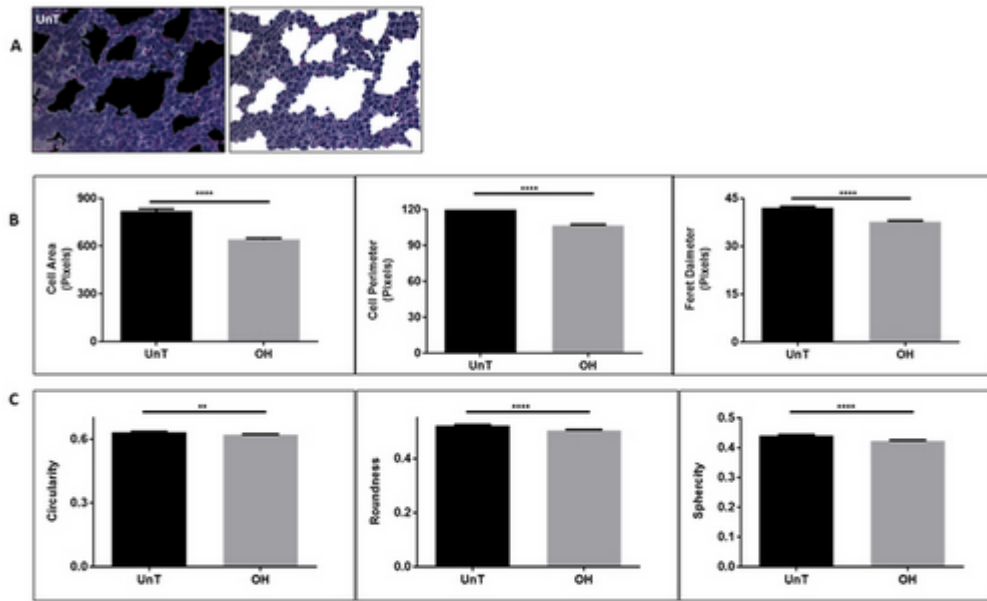 A
UnT
B
****
Cell Area
(Pixels)
900
600
300
0
UnT
OH
****
Cell Perimeter
(Pixels)
120
90
60
30
0
UnT
OH
****
Feret Daimeter
(Pixels)
45
30
15
0
UnT
OH
C
**
Circularity
0.6
0.3
0.0
UnT
OH
****
Roundness
0.4
0.2
0.0
UnT
OH
****
Sphercity
0.5
0.4
0.3
0.2
0.1
0.0
UnT
OH